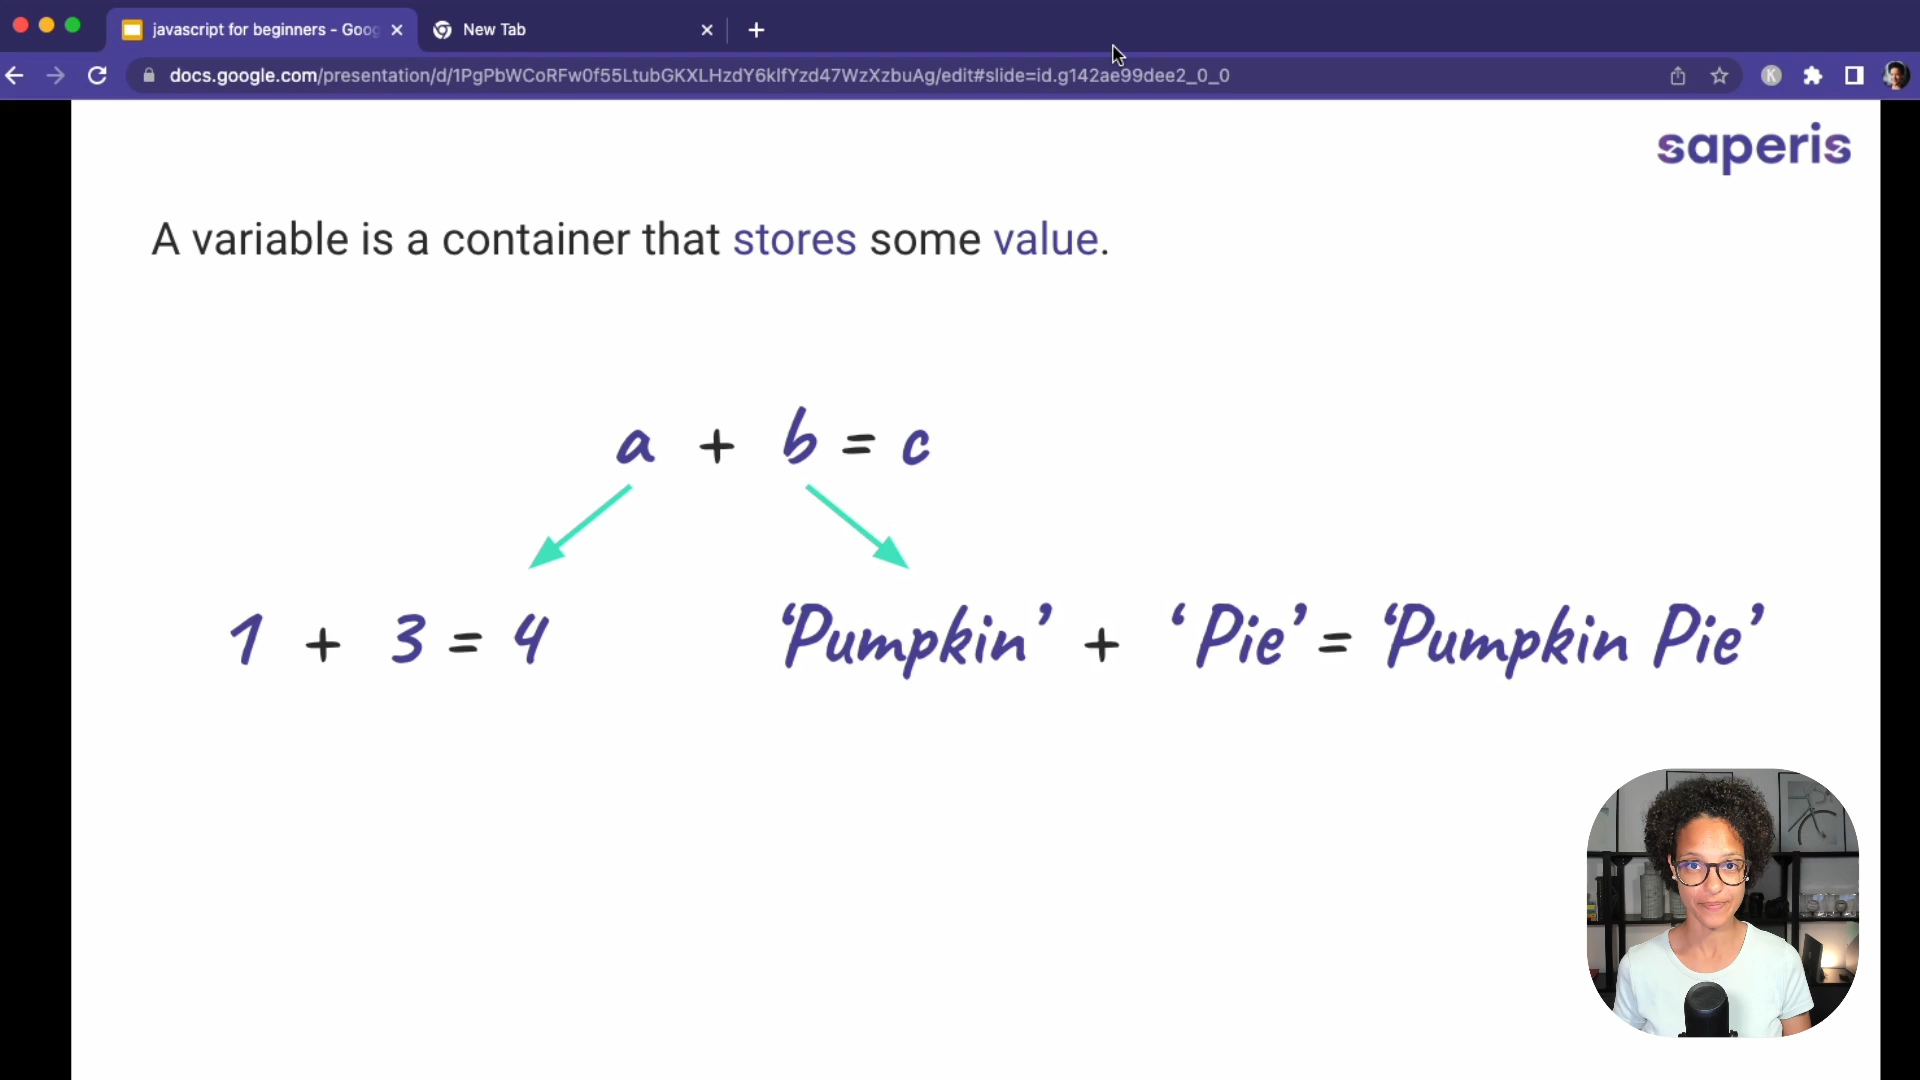 javascript for beginners - Goog
New Tab
docs.google.com/presentation/d/1PgPbWCoRFw0f55LtubGKXLHzdY6klfYzd47WzXzbuAg/edit#slide=id.g142ae99dee2_0_0
K
saperis
A variable is a container that stores some value.
a + b = c
1 + 3 = 4
‘Pumpkin’ + ‘ Pie’ = ‘Pumpkin Pie’